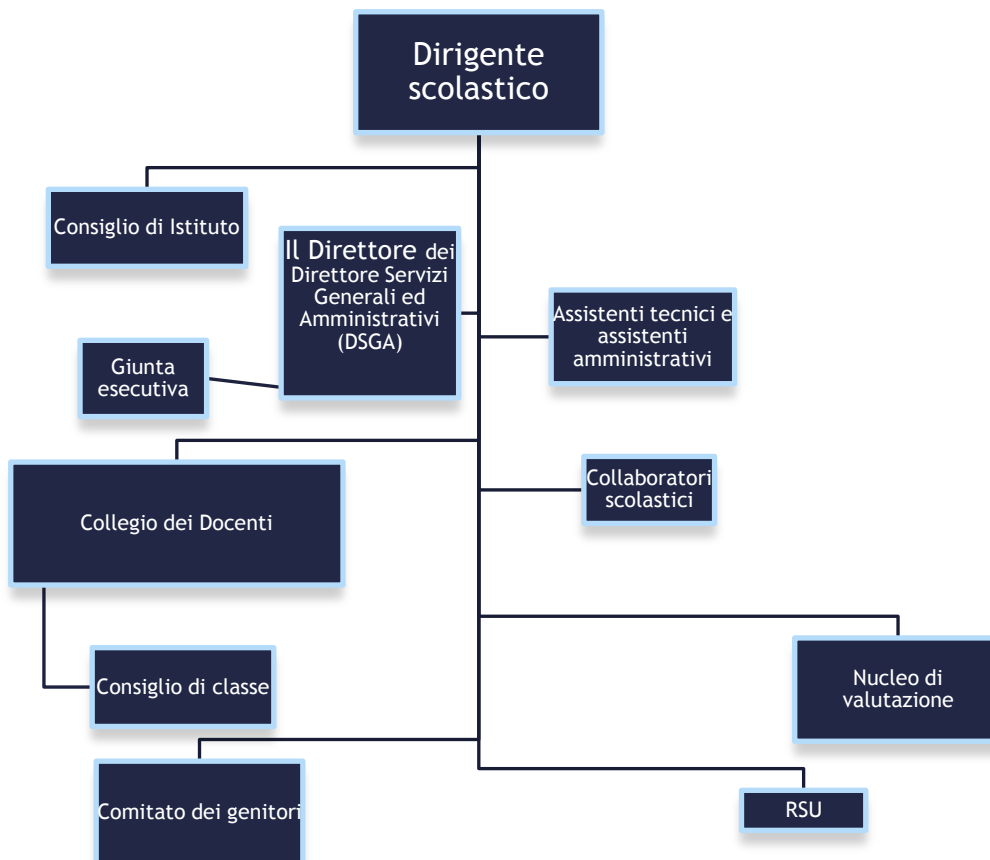 Dirigente
scolastico
Consiglio di Istituto
Il Direttore dei
Direttore Servizi
Generali ed
Amministrativi
(DSGA)
Assistenti tecnici e
assistenti
amministrativi
Giunta
esecutiva
Collaboratori
scolastici
Collegio dei Docenti
Consiglio di classe
Nucleo di
valutazione
Comitato dei genitori
RSU